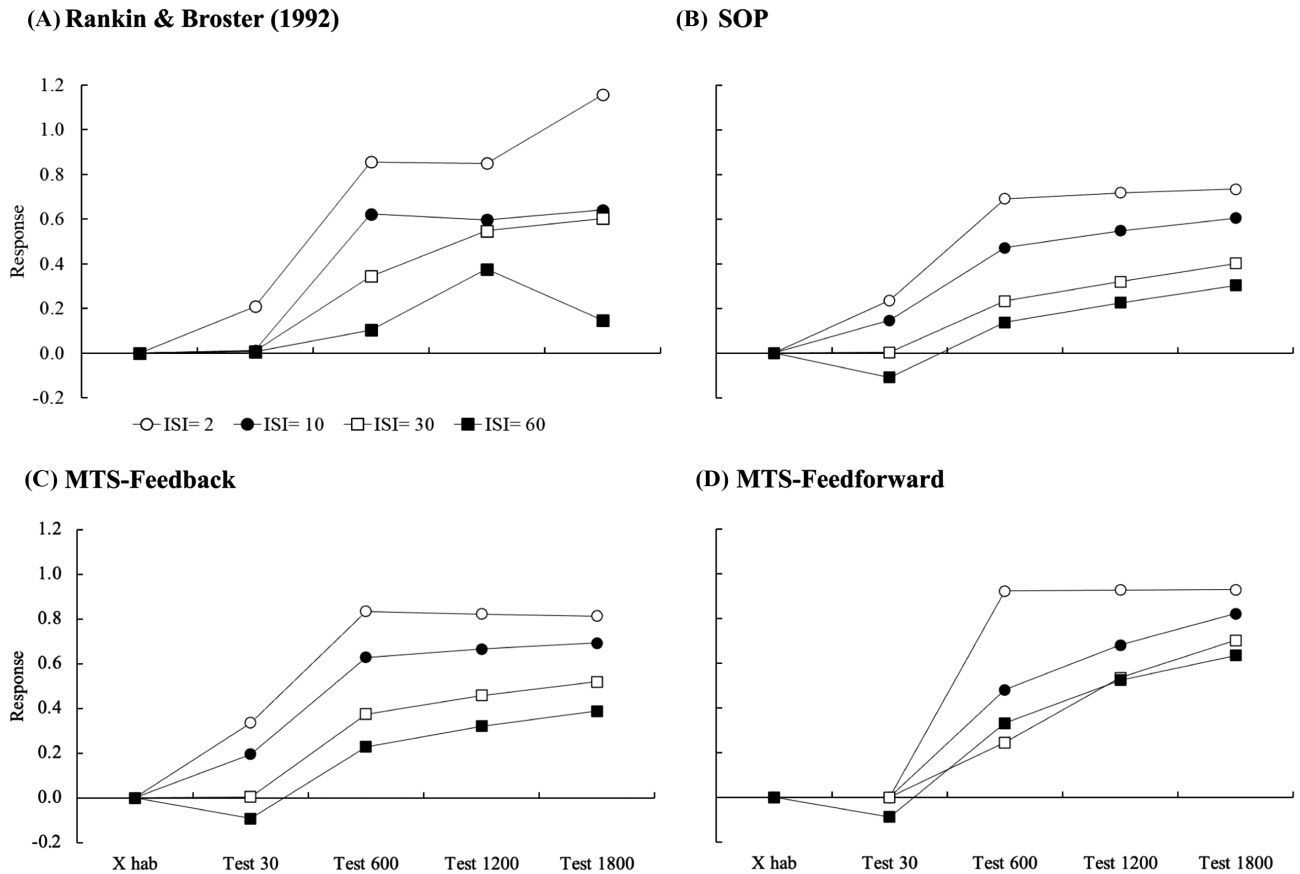 (A) Rankin & Broster (1992)
(B) SOP
1.2
1.0
0.8
0.6
0.4
0.2
0.0
-0.2
Response
ISI= 2 ISI= 10 ISI= 30 ISI= 60
(C) MTS-Feedback
(D) MTS-Feedforward
1.2
1.0
0.8
0.6
0.4
0.2
0.0
-0.2
Response
X hab Test 30 Test 600 Test 1200 Test 1800
X hab Test 30 Test 600 Test 1200 Test 1800